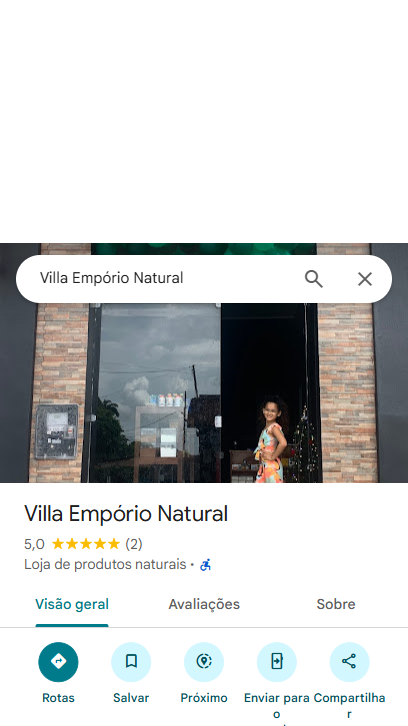 Villa Empório Natural
Villa Empório Natural
5,0 (2)
Loja de produtos naturais ·
Visão geral Avaliações Sobre
Rotas Salvar Próximo Enviar para o Compartilhar